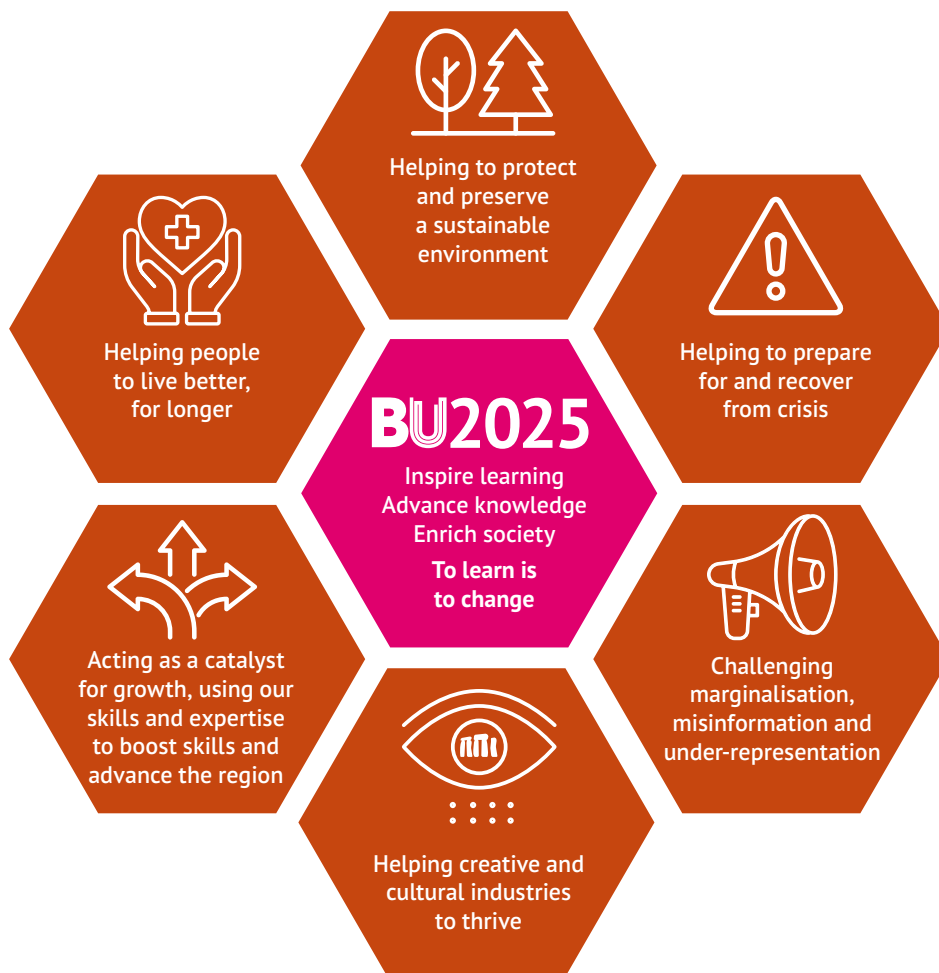 Helping to protect
and preserve
a sustainable
environment
Helping people
to live better,
for longer
Helping to prepare
for and recover
from crisis
BU2025
Inspire learning
Advance knowledge
Enrich society
To learn is
to change
Acting as a catalyst
for growth, using our
skills and expertise
to boost skills and
advance the region
Challenging
marginalisation,
misinformation and
under-representation
Helping creative and
cultural industries
to thrive